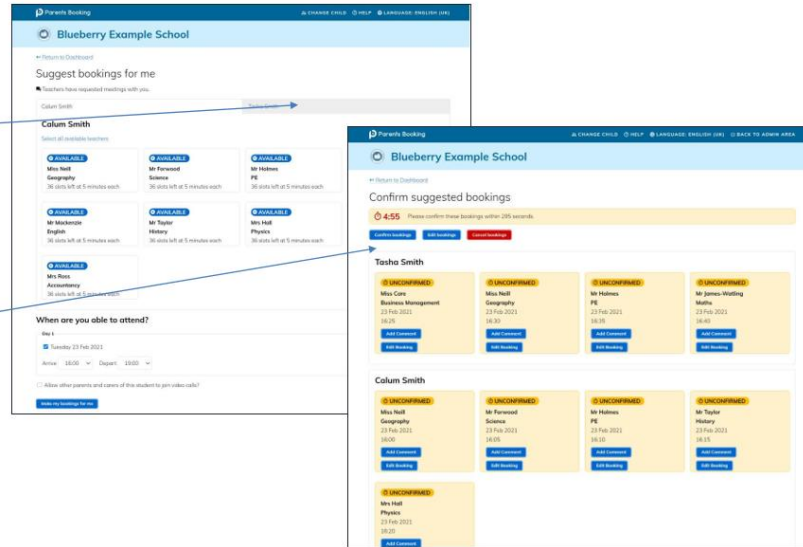 Parents Booking
CHANGE CHILD HELP LANGUAGE: ENGLISH (UK)
Blueberry Example School
Return to Dashboard
Suggest bookings for me
Teachers have requested meetings with you.
Calum Smith Tasha Smith
Calum Smith
Select all available teachers
AVAILABLE AVAILABLE AVAILABLE
Miss Neill Mr Forwood Mr Holmes
Geography Science PE
36 slots left at 5 minutes each 36 slots left at 5 minutes each 36 slots left at 5 minutes each
AVAILABLE AVAILABLE AVAILABLE
Mr Mackenzie Mr Taylor Mrs Hall
English History Physics
36 slots left at 5 minutes each 36 slots left at 5 minutes each 36 slots left at 5 minutes each
AVAILABLE
Mrs Ross
Accountancy
36 slots left at 5 minutes each
When are you able to attend?
Day 1
Tuesday 23 Feb 2021
Arrive: 16:00 Depart: 19:00
Allow other parents and carers of this student to join video calls?
Make my bookings for me
Parents Booking
CHANGE CHILD HELP LANGUAGE: ENGLISH (UK) BACK TO ADMIN AREA
Blueberry Example School
Return to Dashboard
Confirm suggested bookings
4:55 Please confirm these bookings within 295 seconds.
Confirm bookings Edit bookings Cancel bookings
Tasha Smith
UNCONFIRMED UNCONFIRMED UNCONFIRMED UNCONFIRMED
Miss Care Miss Neill Mr Holmes Mr James-Watling
Business Management Geography PE Maths
23 Feb 2021 23 Feb 2021 23 Feb 2021 23 Feb 2021
16:25 16:30 16:35 16:40
Add Comment Add Comment Add Comment Add Comment
Edit Booking Edit Booking Edit Booking Edit Booking
Calum Smith
UNCONFIRMED UNCONFIRMED UNCONFIRMED UNCONFIRMED
Miss Neill Mr Forwood Mr Holmes Mr Taylor
Geography Science PE History
23 Feb 2021 23 Feb 2021 23 Feb 2021 23 Feb 2021
16:00 16:05 16:10 16:15
Add Comment Add Comment Add Comment Add Comment
Edit Booking Edit Booking Edit Booking Edit Booking
UNCONFIRMED
Mrs Hall
Physics
23 Feb 2021
16:20
Add Comment